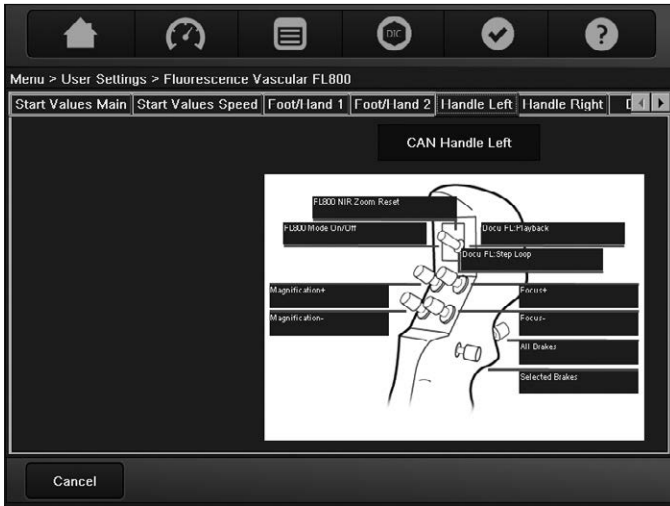 DIC
?
Menu > User Settings > Fluorescence Vascular FL800
Start Values Main Start Values Speed Foot/Hand 1 Foot/Hand 2 Handle Left Handle Right
CAN Handle Left
FL800 NIR Zoom Reset
FL800 Mode On/Off
Docu FL:Playback
Docu FL:Step Loop
Magnification+
Focus+
Magnification-
Focus-
All Brakes
Selected Brakes
Cancel